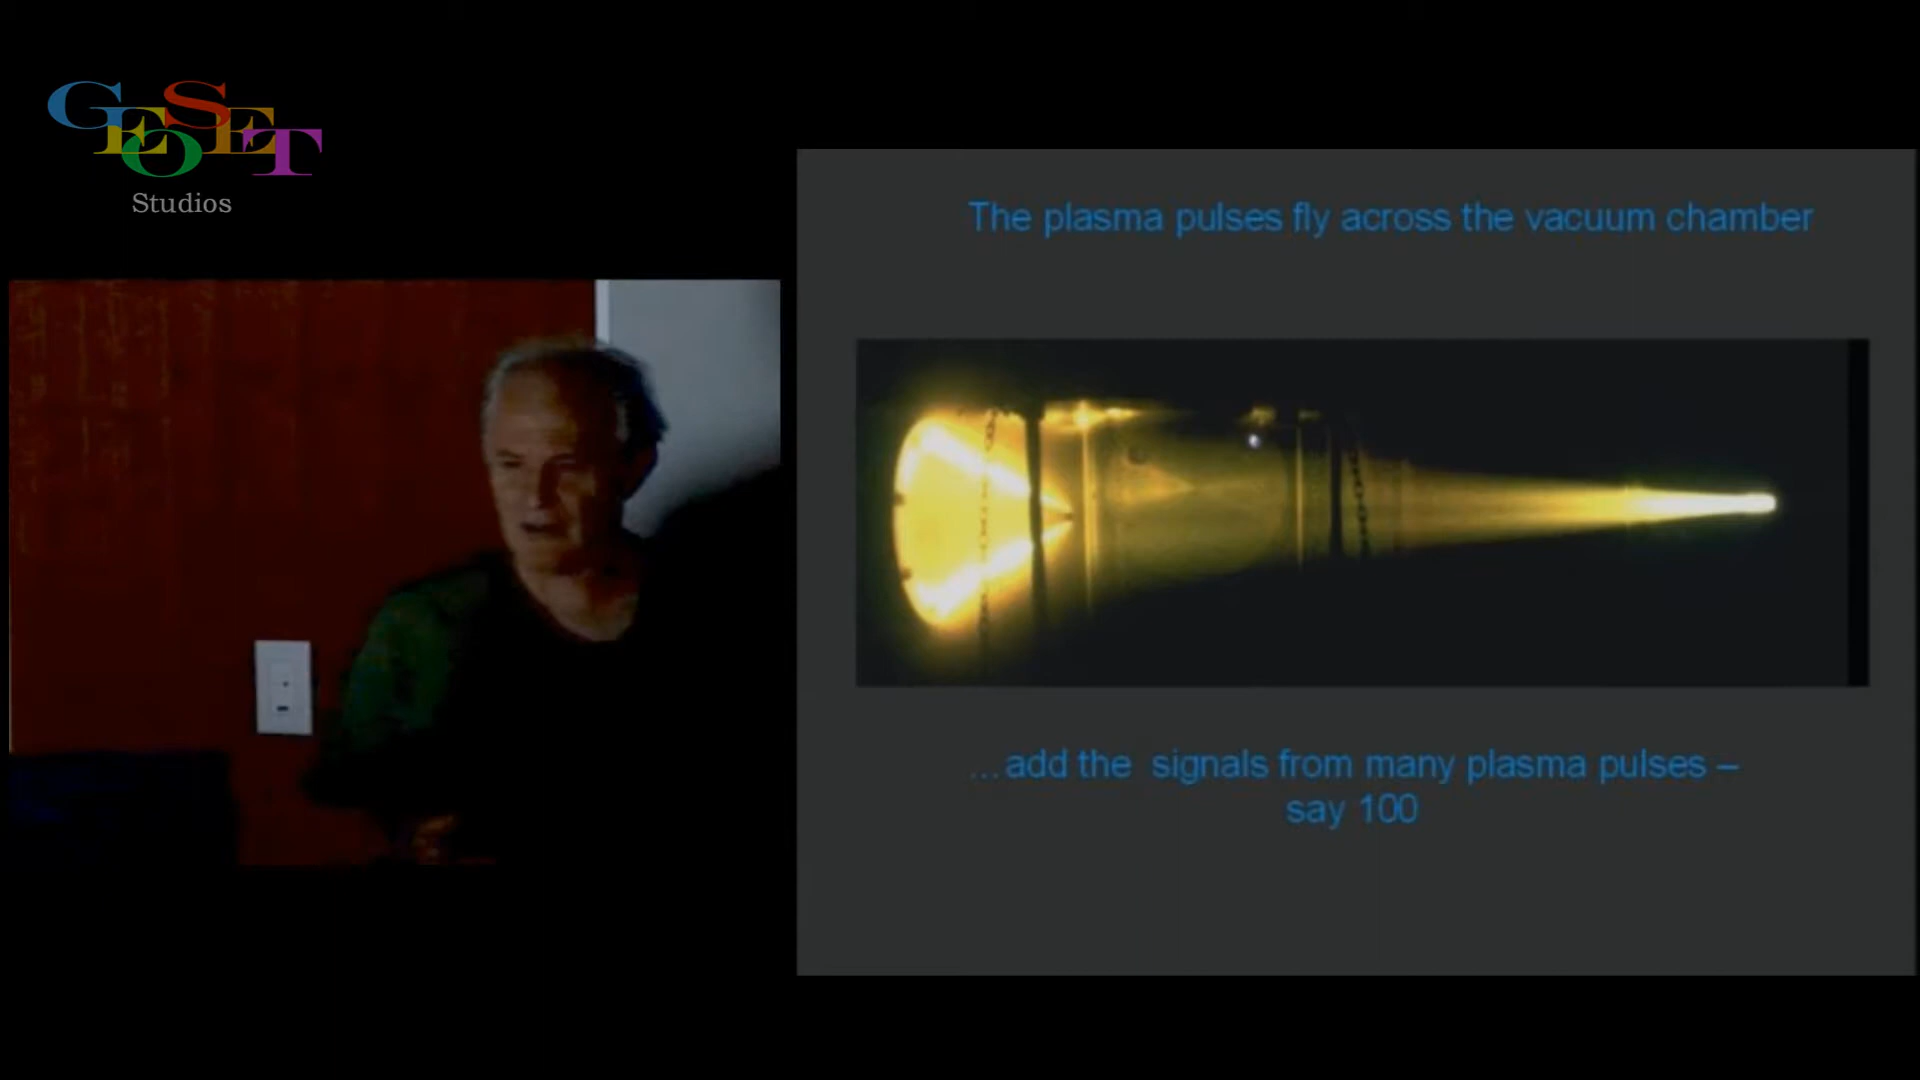 GEOSET
Studios
The plasma pulses fly across the vacuum chamber
...add the signals from many plasma pulses –
say 100